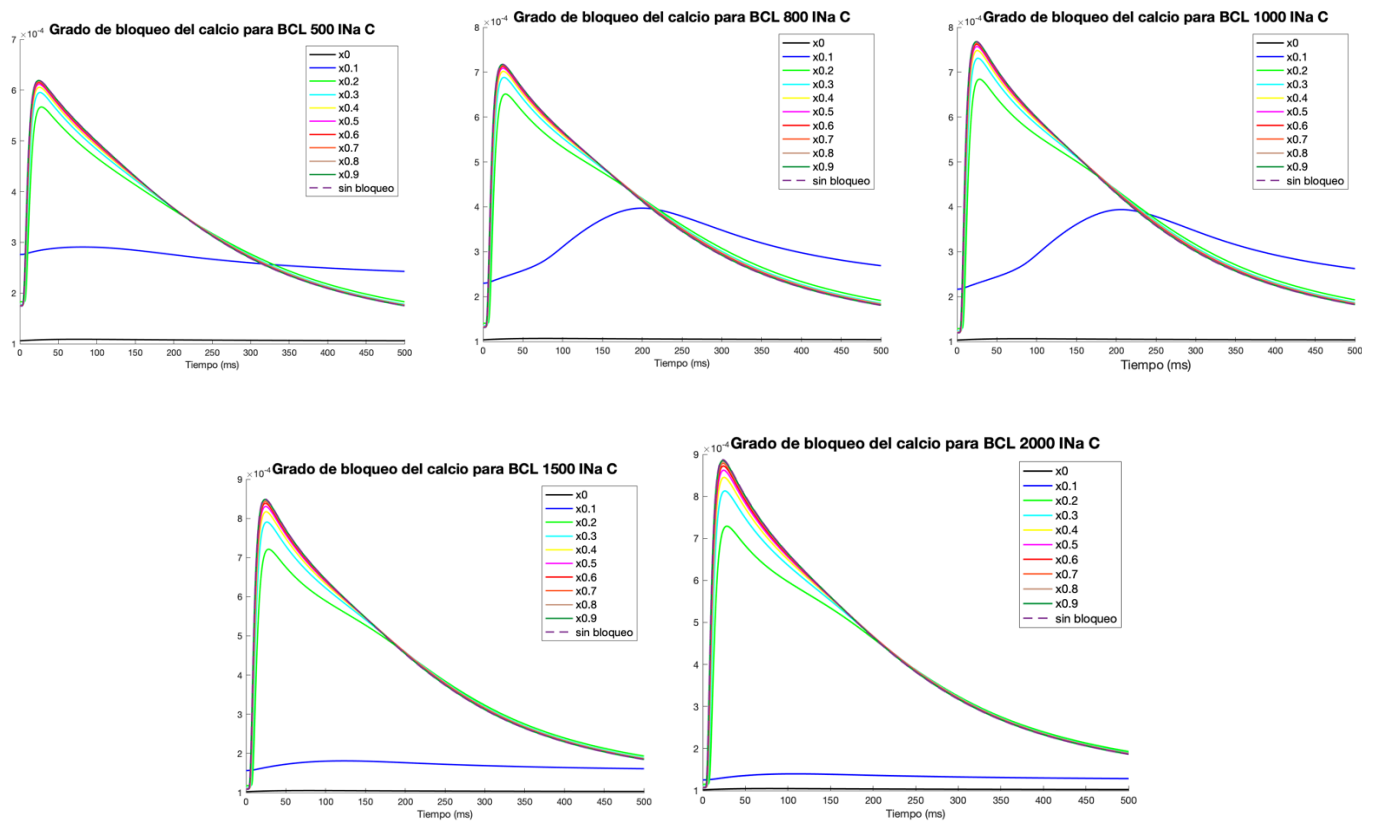 Grado de bloqueo del calcio para BCL 500 INa C
×10-4
7
6
5
4
3
2
1
0 50 100 150 200 250 300 350 400 450 500
Tiempo (ms)
x0
x0.1
x0.2
x0.3
x0.4
x0.5
x0.6
x0.7
x0.8
x0.9
sin bloqueo
Grado de bloqueo del calcio para BCL 800 INa C
×10-4
8
7
6
5
4
3
2
1
0 50 100 150 200 250 300 350 400 450 500
Tiempo (ms)
x0
x0.1
x0.2
x0.3
x0.4
x0.5
x0.6
x0.7
x0.8
x0.9
sin bloqueo
Grado de bloqueo del calcio para BCL 1000 INa C
×10-4
8
7
6
5
4
3
2
1
0 50 100 150 200 250 300 350 400 450 500
Tiempo (ms)
x0
x0.1
x0.2
x0.3
x0.4
x0.5
x0.6
x0.7
x0.8
x0.9
sin bloqueo
Grado de bloqueo del calcio para BCL 1500 INa C
×10-4
9
8
7
6
5
4
3
2
1
0 50 100 150 200 250 300 350 400 450 500
Tiempo (ms)
x0
x0.1
x0.2
x0.3
x0.4
x0.5
x0.6
x0.7
x0.8
x0.9
sin bloqueo
Grado de bloqueo del calcio para BCL 2000 INa C
×10-4
9
8
7
6
5
4
3
2
1
0 50 100 150 200 250 300 350 400 450 500
Tiempo (ms)
x0
x0.1
x0.2
x0.3
x0.4
x0.5
x0.6
x0.7
x0.8
x0.9
sin bloqueo